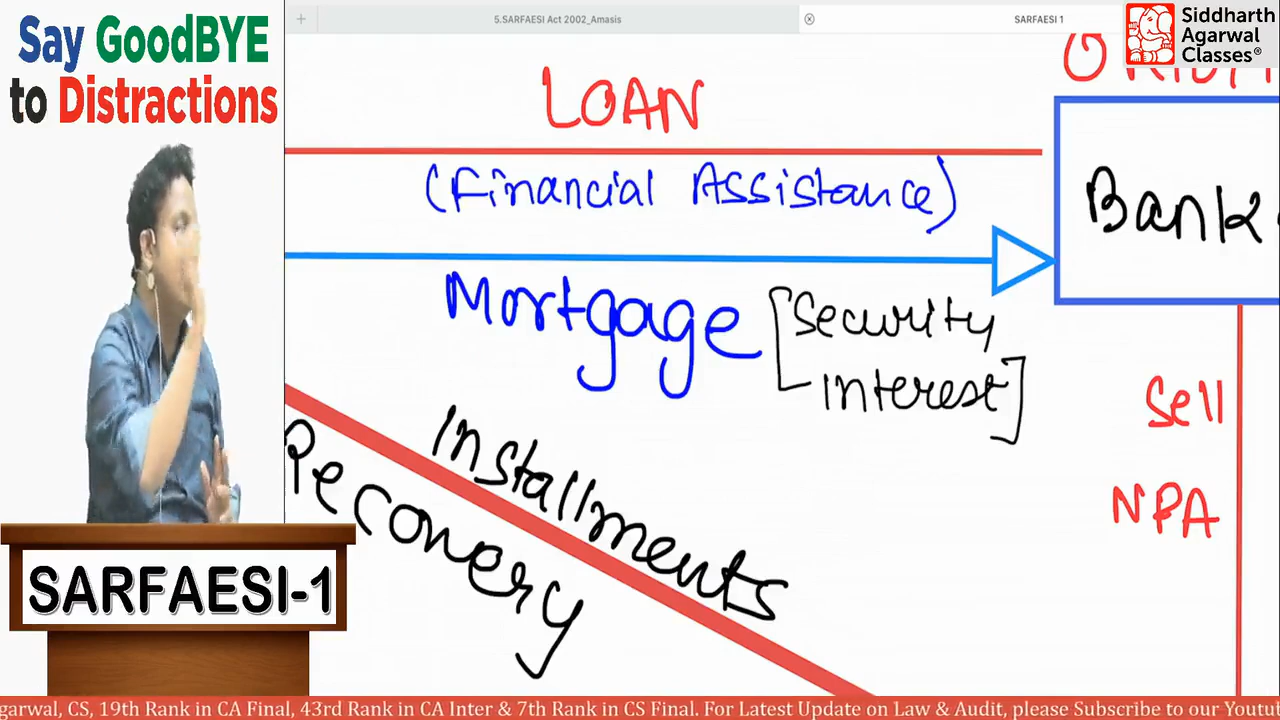 Say GoodBYE
to Distractions
5.SARFAESI Act 2002_Amasis
SARFAESI 1
Siddharth
Agarwal
Classes®
LOAN
(Financial Assistance)
Bank
Mortgage [Security
interest]
Sell
NPA
Installments
Recovery
SARFAESI-1
garwal, CS, 19th Rank in CA Final, 43rd Rank in CA Inter & 7th Rank in CS Final. For Latest Update on Law & Audit, please Subscribe to our Youtu